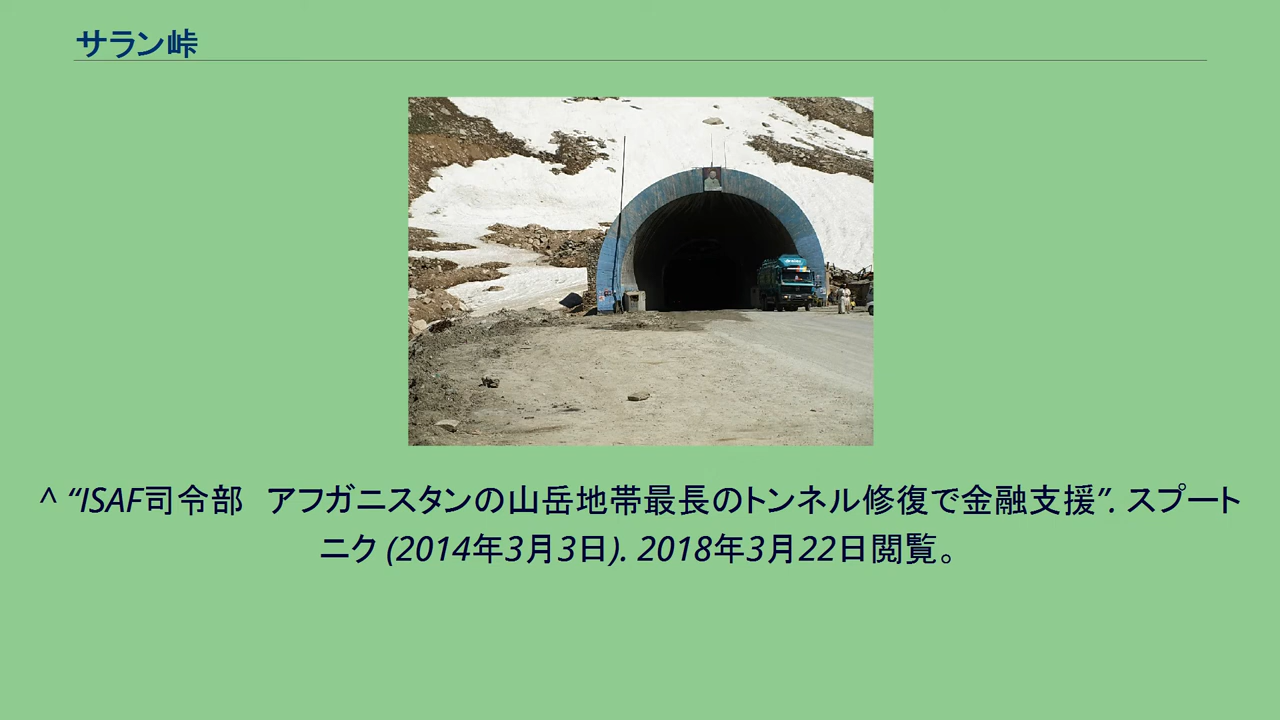 サラン峠
^ “ISAF司令部　アフガニスタンの山岳地帯最長のトンネル修復で金融支援”. スプート
ニク (2014年3月3日). 2018年3月22日閲覧。